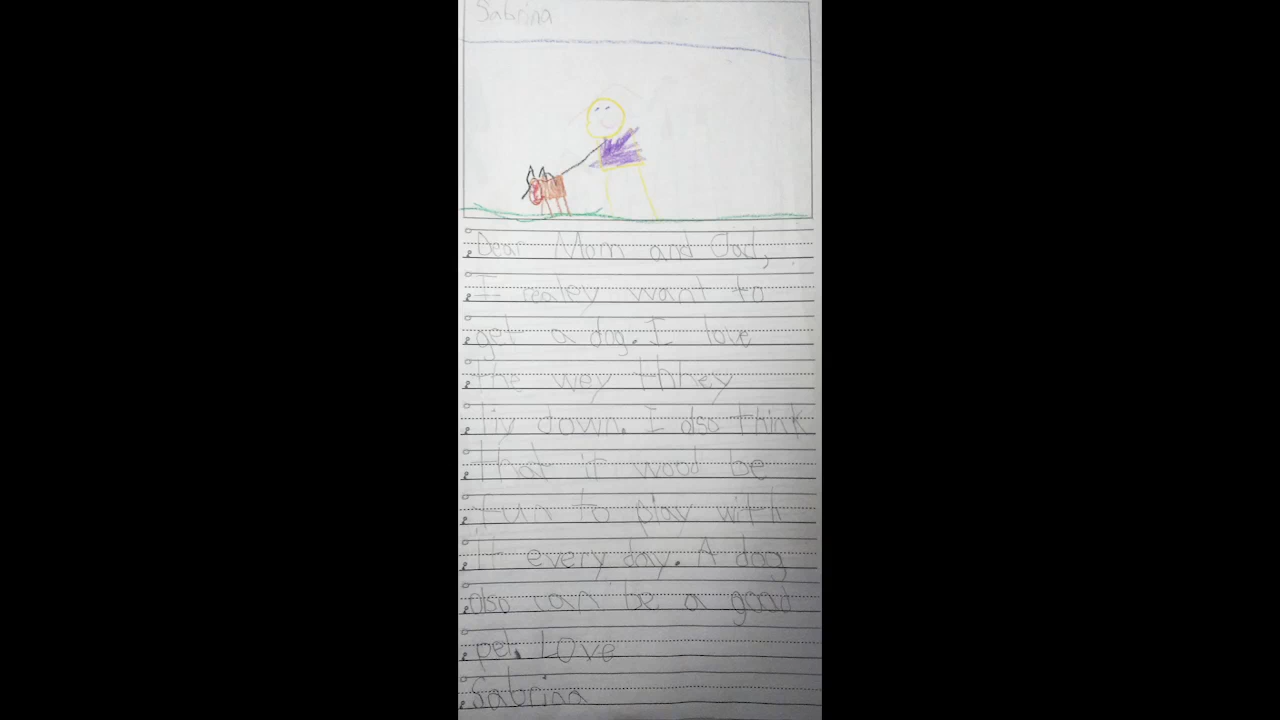 Sabrina
Dear Mom and Dad,
I realey want to
get a dog. I love
the wey thhey
liy down. I also think
that it wood be
fun to play with
it every day. A dog
also can be a good
pet. LOve
Sabrina